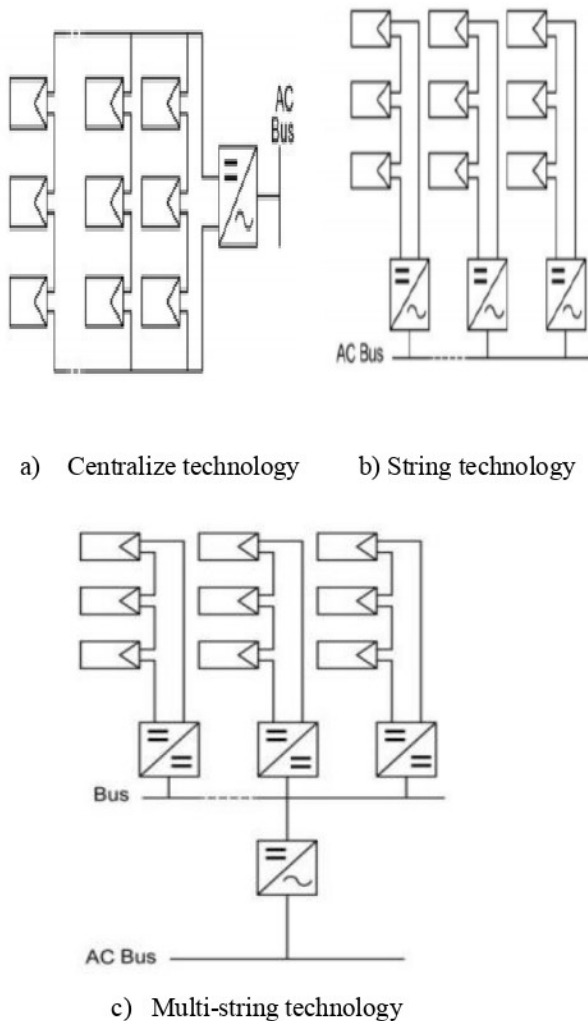 AC
Bus
AC Bus
a) Centralize technology b) String technology
Bus
AC Bus
c) Multi-string technology